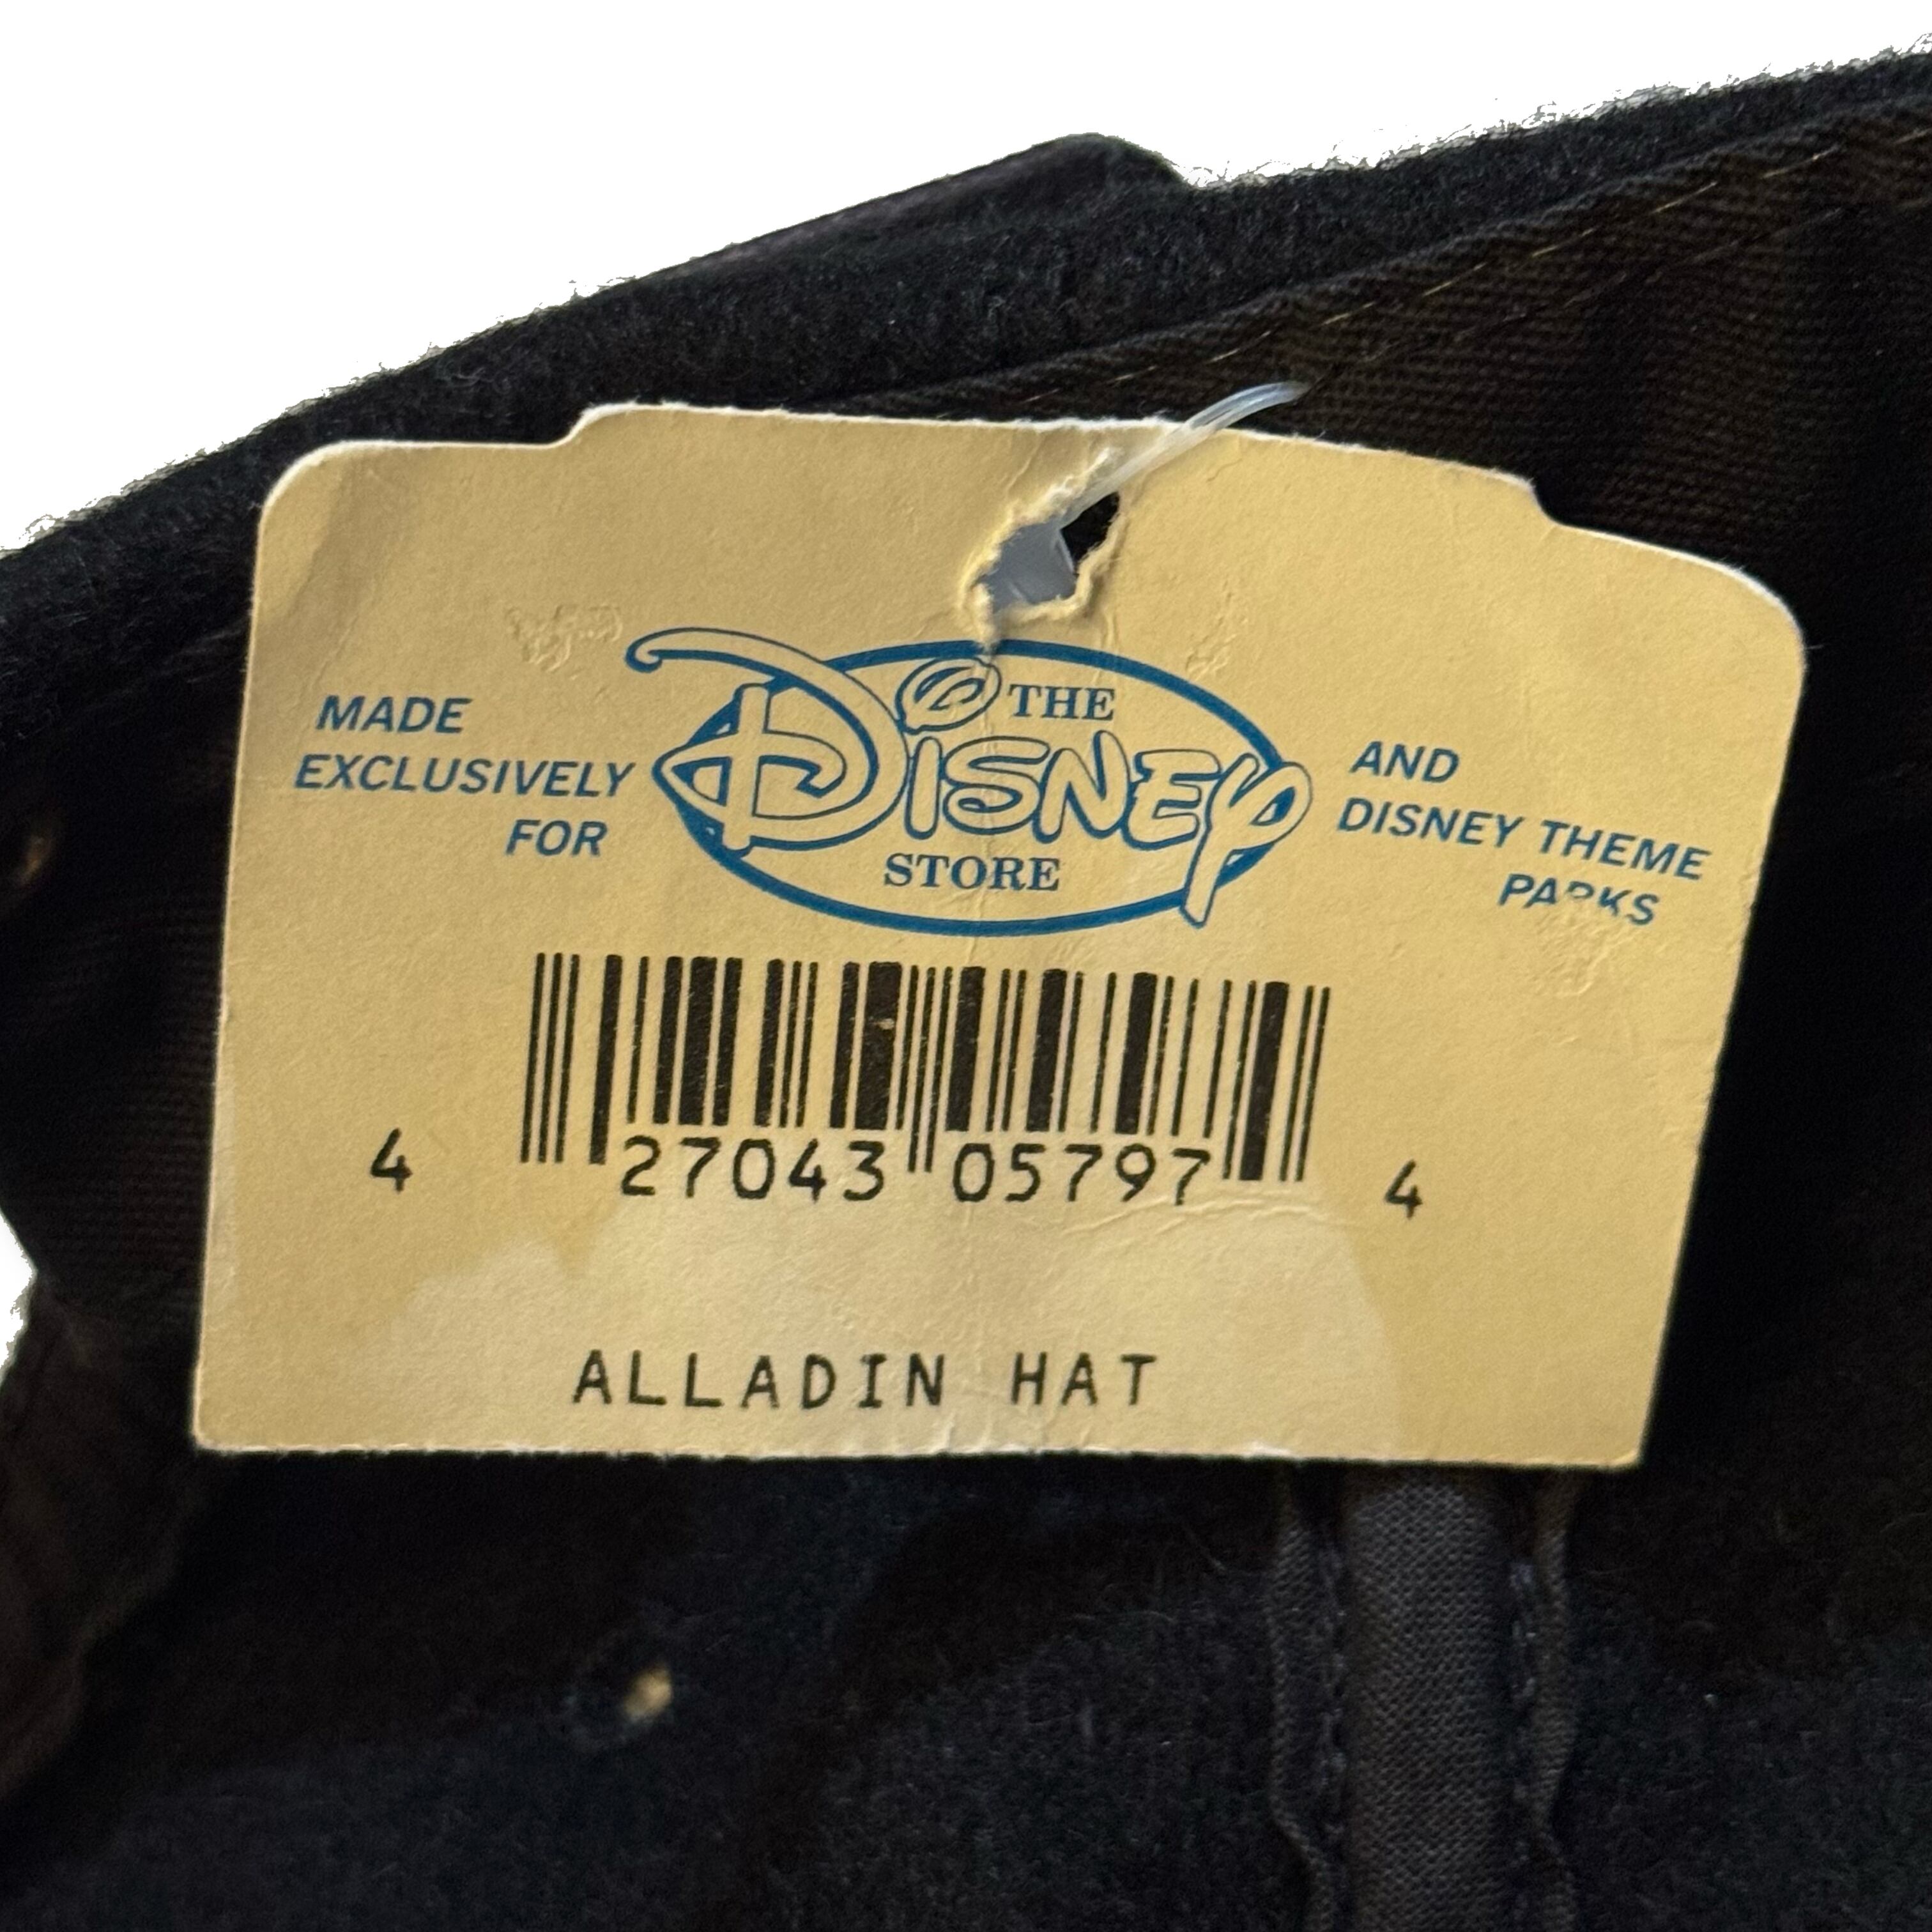 MADE
EXCLUSIVELY
FOR
THE
DISNEY
STORE
AND
DISNEY THEME
PARKS
4 27043 05797 4
ALLADIN HAT